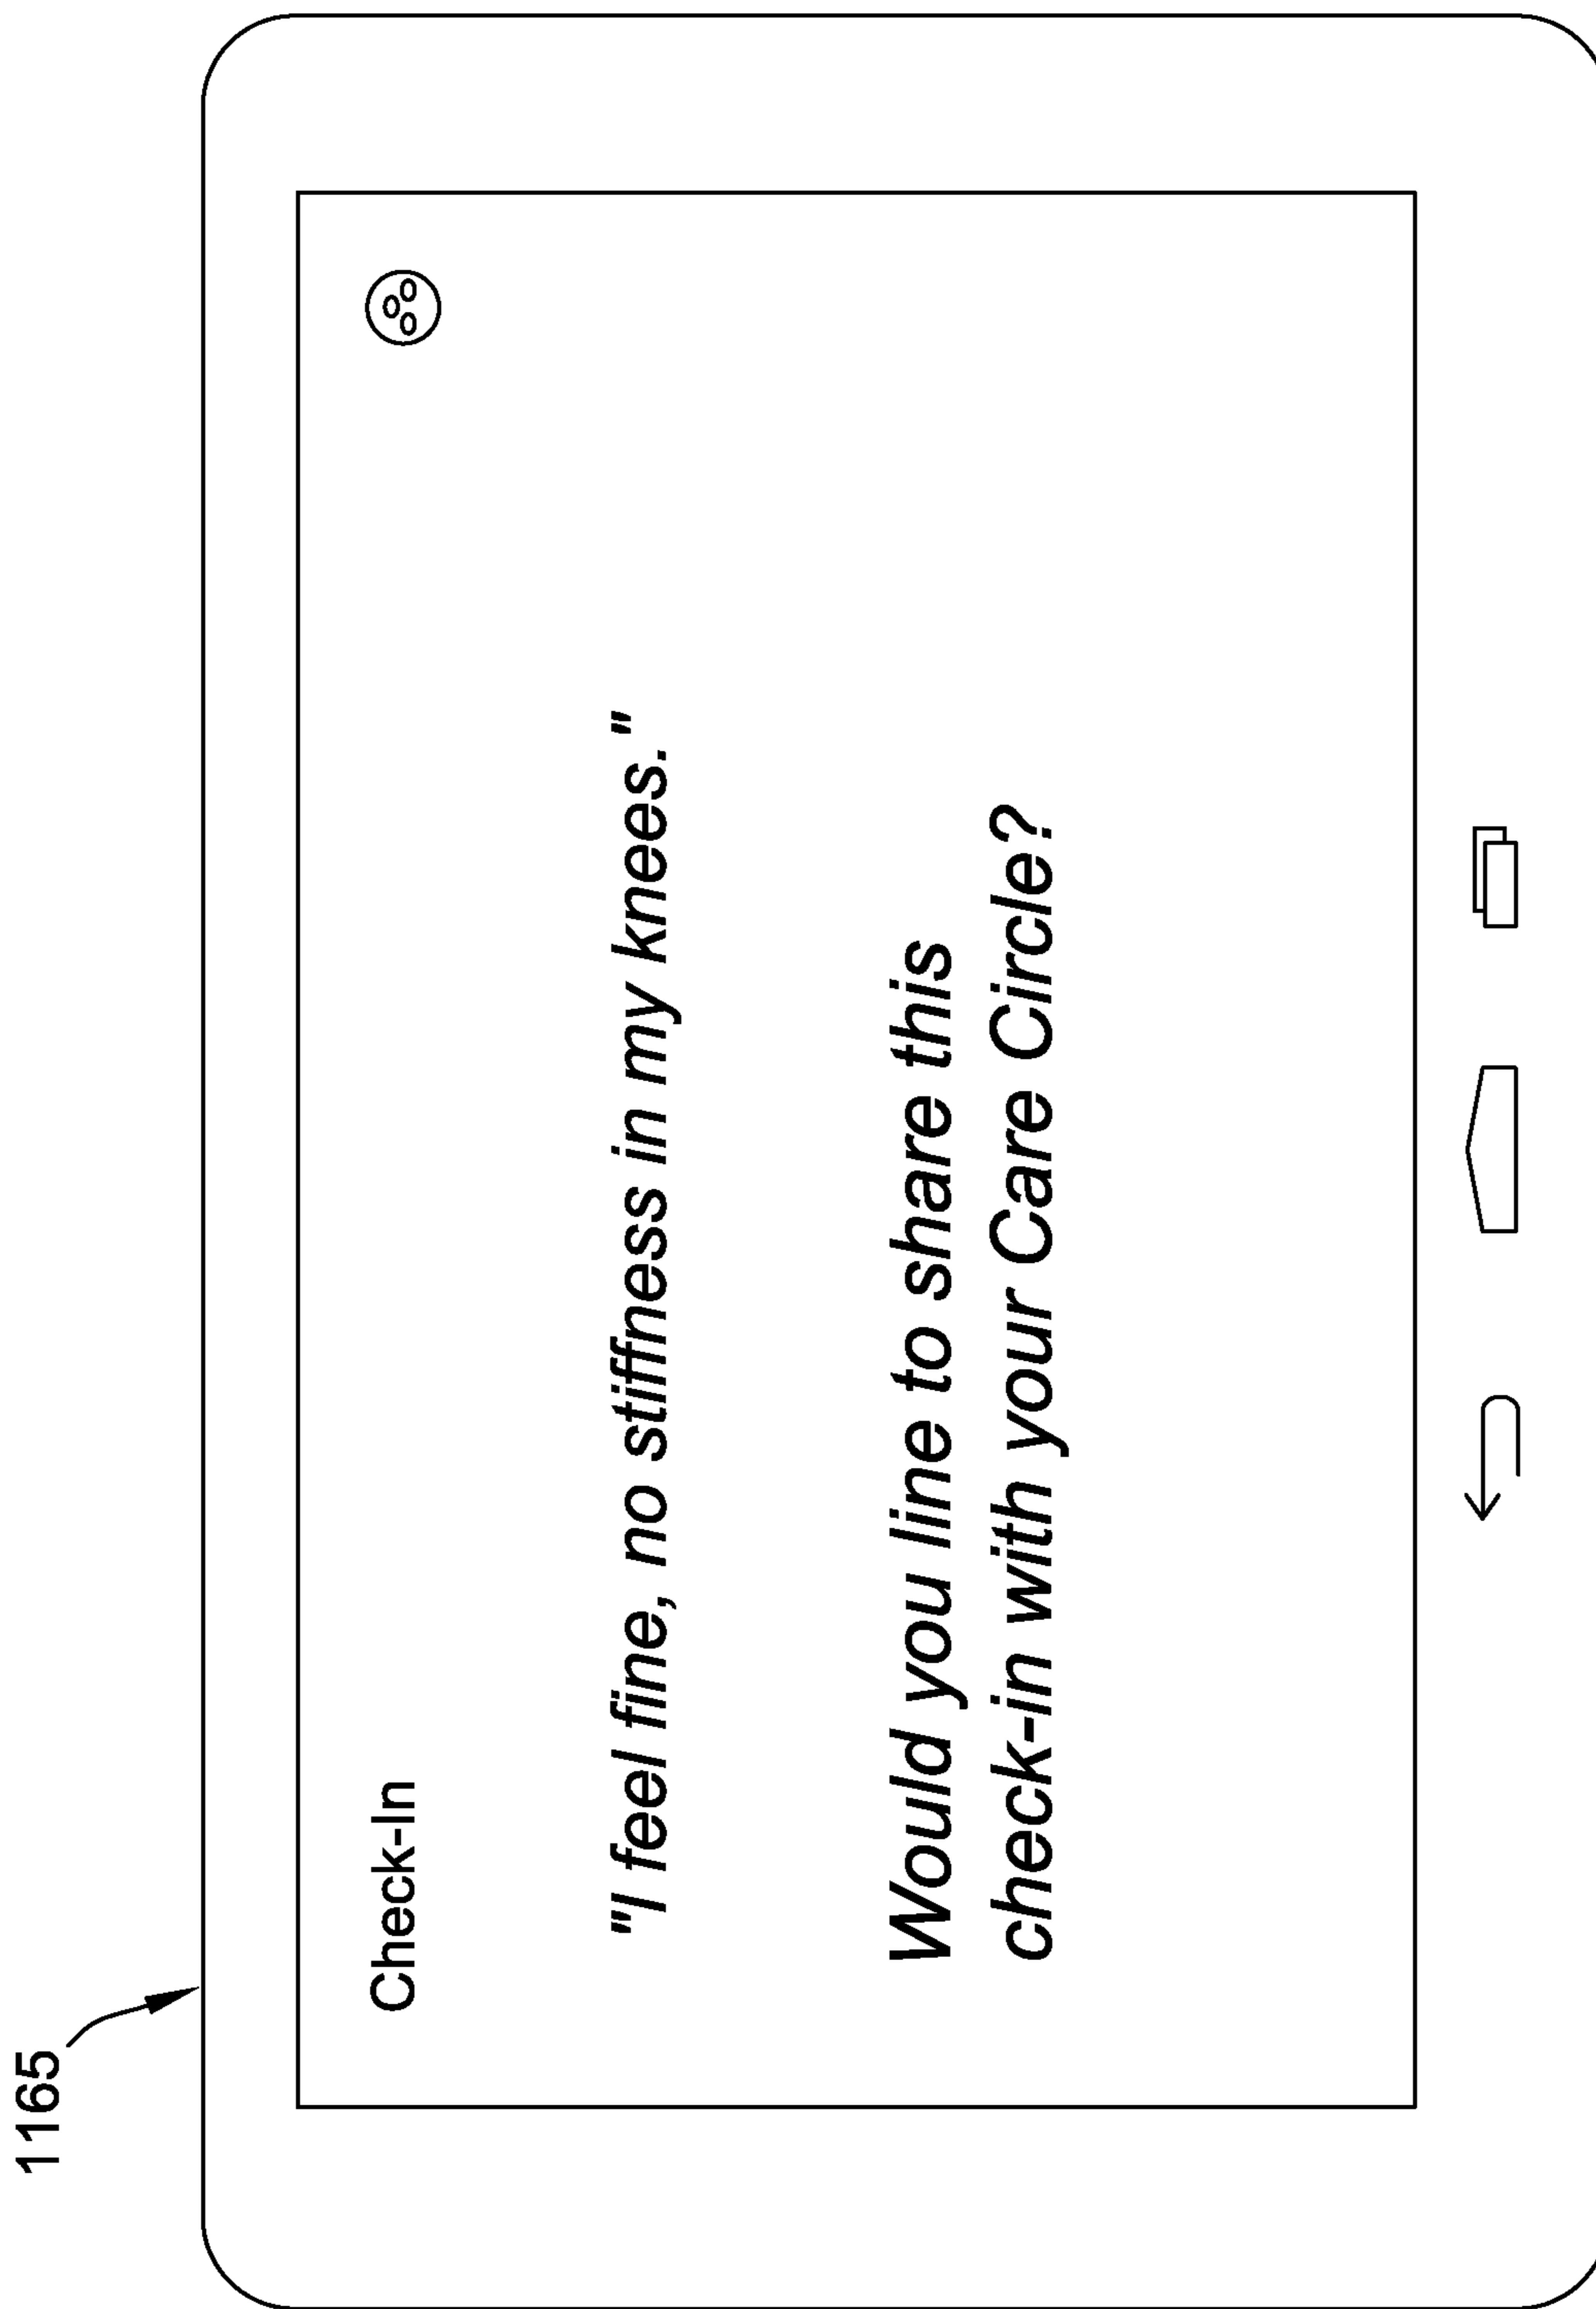 1165
Check-In
"I feel fine, no stiffness in my knees."
Would you line to share this
check-in with your Care Circle?